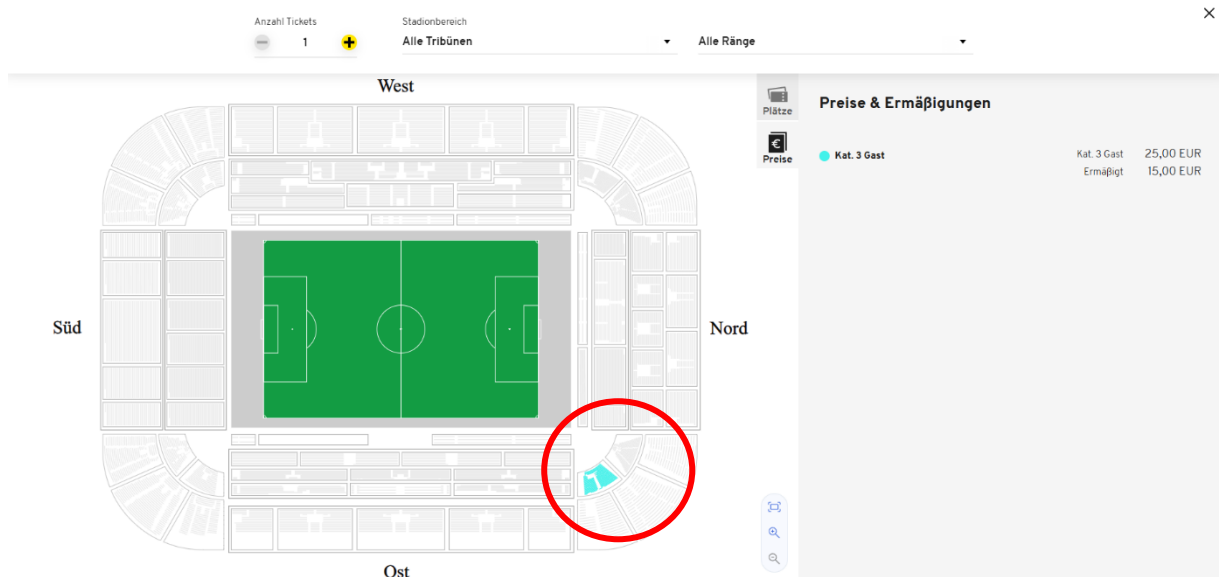 Anzahl Tickets
1
Stadionbereich
Alle Tribünen
Alle Ränge
West
Süd
Nord
Ost
Plätze
Preise
Preise & Ermäßigungen
Kat. 3 Gast
Kat. 3 Gast 25,00 EUR
Ermäßigt 15,00 EUR